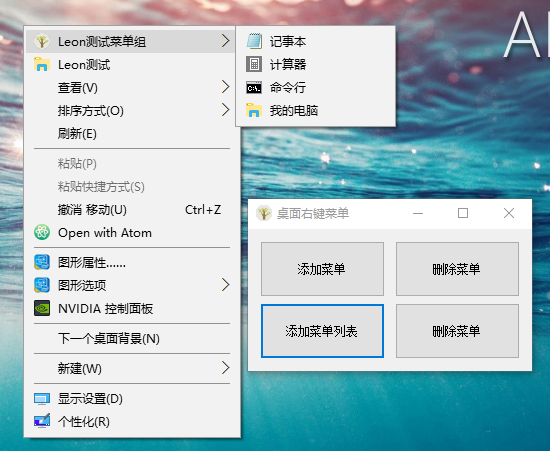 Leon测试菜单组
Leon测试
查看(V)
排序方式(O)
刷新(E)
粘贴(P)
粘贴快捷方式(S)
撤消 移动(U) Ctrl+Z
Open with Atom
图形属性……
图形选项
NVIDIA 控制面板
下一个桌面背景(N)
新建(W)
显示设置(D)
个性化(R)
记事本
计算器
C:\.
命令行
我的电脑
桌面右键菜单
添加菜单
删除菜单
添加菜单列表
删除菜单